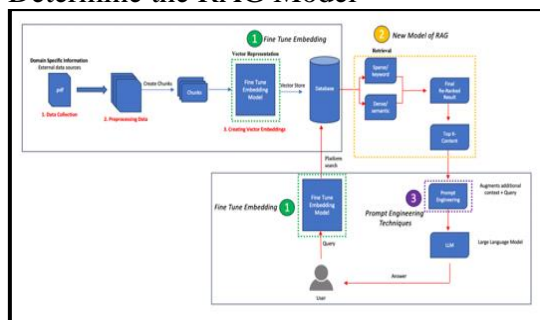 Determine the RAG Model
1 Fine Tune Embedding
2 New Model of RAG
Domain Specific Information
External data sources
Vector Representation
Retrieval
pdf
Create Chunks
Chunks
Fine Tune
Embedding
Model
Vector Store
Database
Sparse/
keyword
Dense/
semantic
Final
Re-Ranked
Result
1. Data Collection
2. Preprocessing Data
3. Creating Vector Embeddings
Top-K
Content
Platform
search
Fine Tune Embedding 1
Fine Tune
Embedding
Model
3
Prompt
Engineering
Augments additional
context + Query
Prompt Engineering
Techniques
Query
LLM
Large Language Model
Answer
User